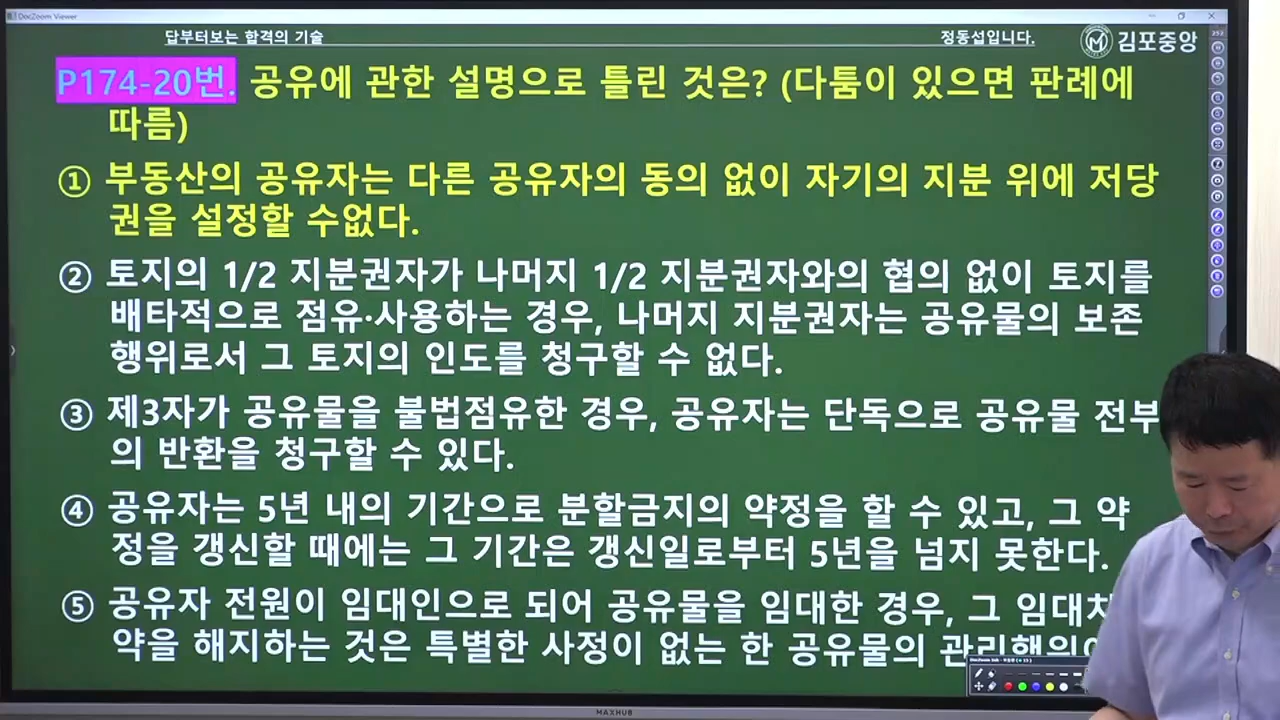 DocZoom Viewer
답부터보는 합격의 기술
정동섭입니다.
김포중앙
P174-20번. 공유에 관한 설명으로 틀린 것은? (다툼이 있으면 판례에
따름)
① 부동산의 공유자는 다른 공유자의 동의 없이 자기의 지분 위에 저당
권을 설정할 수없다.
② 토지의 1/2 지분권자가 나머지 1/2 지분권자와의 협의 없이 토지를
배타적으로 점유·사용하는 경우, 나머지 지분권자는 공유물의 보존
행위로서 그 토지의 인도를 청구할 수 없다.
③ 제3자가 공유물을 불법점유한 경우, 공유자는 단독으로 공유물 전부
의 반환을 청구할 수 있다.
④ 공유자는 5년 내의 기간으로 분할금지의 약정을 할 수 있고, 그 약
정을 갱신할 때에는 그 기간은 갱신일로부터 5년을 넘지 못한다.
⑤ 공유자 전원이 임대인으로 되어 공유물을 임대한 경우, 그 임대차
약을 해지하는 것은 특별한 사정이 없는 한 공유물의 관리행위
MAXHUB